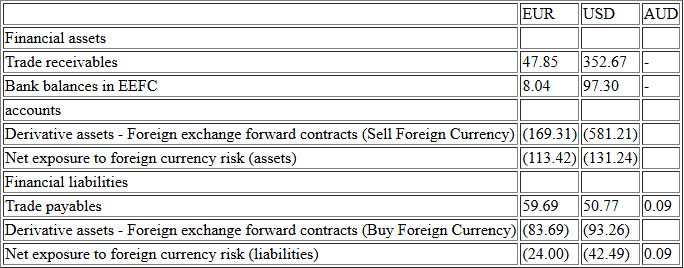 EUR USD AUD
Financial assets
Trade receivables 47.85 352.67 -
Bank balances in EEFC 8.04 97.30 -
accounts
Derivative assets - Foreign exchange forward contracts (Sell Foreign Currency) (169.31) (581.21)
Net exposure to foreign currency risk (assets) (113.42) (131.24)
Financial liabilities
Trade payables 59.69 50.77 0.09
Derivative assets - Foreign exchange forward contracts (Buy Foreign Currency) (83.69) (93.26)
Net exposure to foreign currency risk (liabilities) (24.00) (42.49) 0.09